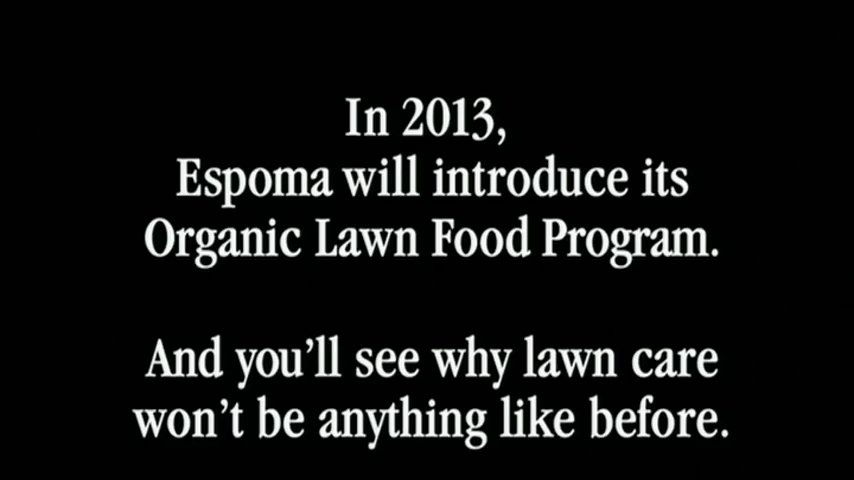 In 2013,
Espoma will introduce its
Organic Lawn Food Program.
And you’ll see why lawn care
won’t be anything like before.